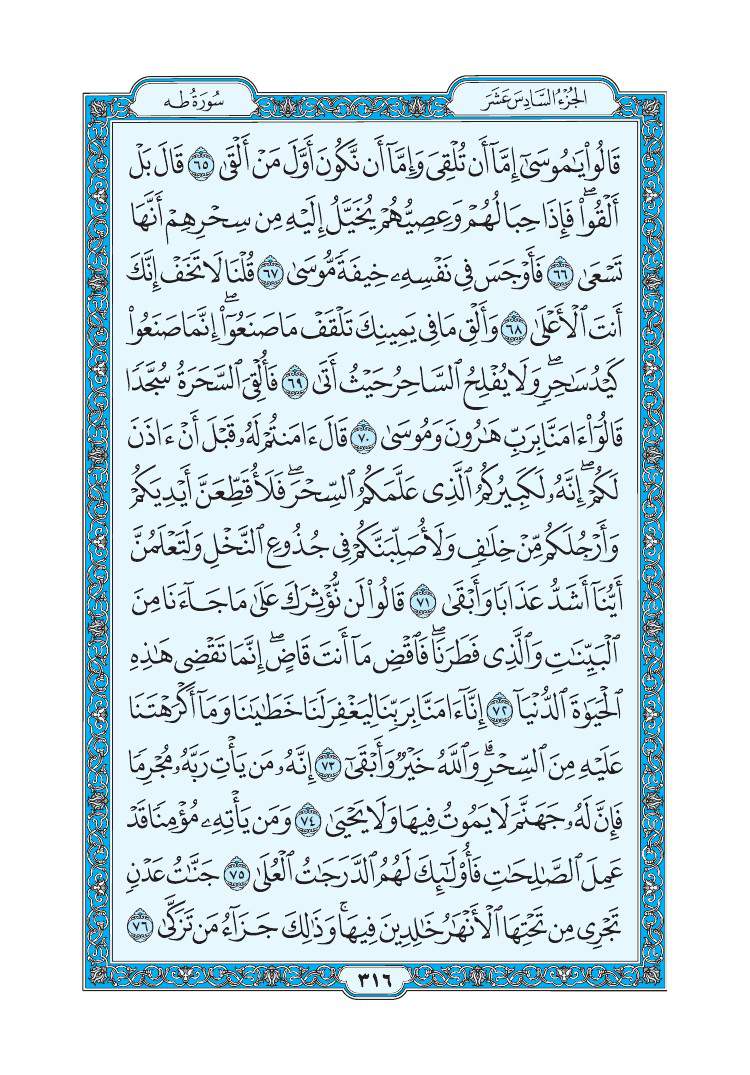 الجُزْءُ السَّادِسَ عَشَرَ
سُورَةُ طه
قَالُوا۟ يَٰمُوسَىٰٓ إِمَّآ أَن تُلْقِىَ وَإِمَّآ أَن نَّكُونَ أَوَّلَ مَنْ أَلْقَىٰ ٦٥ قَالَ بَلْ
أَلْقُوا۟ۖ فَإِذَا حِبَالُهُمْ وَعِصِيُّهُمْ يُخَيَّلُ إِلَيْهِ مِن سِحْرِهِمْ أَنَّهَا
تَسْعَىٰ ٦٦ فَأَوْجَسَ فِى نَفْسِهِۦ خِيفَةً مُّوسَىٰ ٦٧ قُلْنَا لَا تَخَفْ إِنَّكَ
أَنتَ ٱلْأَعْلَىٰ ٦٨ وَأَلْقِ مَا فِى يَمِينِكَ تَلْقَفْ مَا صَنَعُوٓا۟ۖ إِنَّمَا صَنَعُوا۟
كَيْدُ سَٰحِرٍۖ وَلَا يُفْلِحُ ٱلسَّاحِرُ حَيْثُ أَتَىٰ ٦٩ فَأُلْقِىَ ٱلسَّحَرَةُ سُجَّدًا
قَالُوٓا۟ ءَامَنَّا بِرَبِّ هَٰرُونَ وَمُوسَىٰ ٧٠ قَالَ ءَامَنتُمْ لَهُۥ قَبْلَ أَنْ ءَاذَنَ
لَكُمْۖ إِنَّهُۥ لَكَبِيرُكُمُ ٱلَّذِى عَلَّمَكُمُ ٱلسِّحْرَۖ فَلَأُقَطِّعَنَّ أَيْدِيَكُمْ
وَأَرْجُلَكُم مِّنْ خِلَٰفٍ وَلَأُصَلِّبَنَّكُمْ فِى جُذُوعِ ٱلنَّخْلِ وَلَتَعْلَمُنَّ
أَيُّنَآ أَشَدُّ عَذَابًا وَأَبْقَىٰ ٧١ قَالُوا۟ لَن نُّؤْثِرَكَ عَلَىٰ مَا جَآءَنَا مِنَ
ٱلْبَيِّنَٰتِ وَٱلَّذِى فَطَرَنَاۖ فَٱقْضِ مَآ أَنتَ قَاضٍۖ إِنَّمَا تَقْضِى هَٰذِهِ
ٱلْحَيَوٰةَ ٱلدُّنْيَآ ٧٢ إِنَّآ ءَامَنَّا بِرَبِّنَا لِيَغْفِرَ لَنَا خَطَٰيَٰنَا وَمَآ أَكْرَهْتَنَا
عَلَيْهِ مِنَ ٱلسِّحْرِۗ وَٱللَّهُ خَيْرٌ وَأَبْقَىٰٓ ٧٣ إِنَّهُۥ مَن يَأْتِ رَبَّهُۥ مُجْرِمًا
فَإِنَّ لَهُۥ جَهَنَّمَ لَا يَمُوتُ فِيهَا وَلَا يَحْيَىٰ ٧٤ وَمَن يَأْتِهِۦ مُؤْمِنًا قَدْ
عَمِلَ ٱلصَّٰلِحَٰتِ فَأُو۟لَٰٓئِكَ لَهُمُ ٱلدَّرَجَٰتُ ٱلْعُلَىٰ ٧٥ جَنَّٰتُ عَدْنٍ
تَجْرِى مِن تَحْتِهَا ٱلْأَنْهَٰرُ خَٰلِدِينَ فِيهَاۚ وَذَٰلِكَ جَزَآءُ مَن تَزَكَّىٰ ٧٦
٣١٦